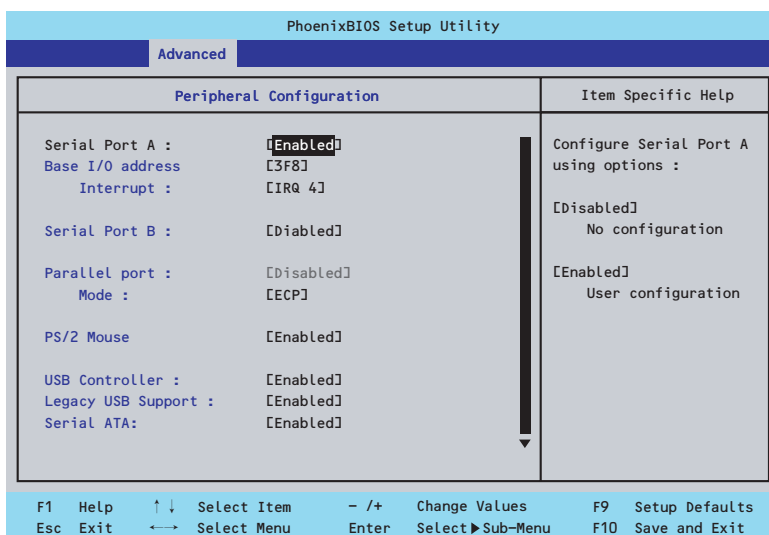 PhoenixBIOS Setup Utility
Advanced
Peripheral Configuration
Item Specific Help
Serial Port A : [Enabled]
Base I/O address [3F8]
Interrupt : [IRQ 4]
Serial Port B : [Diabled]
Parallel port : [Disabled]
Mode : [ECP]
PS/2 Mouse [Enabled]
USB Controller : [Enabled]
Legacy USB Support : [Enabled]
Serial ATA: [Enabled]
Configure Serial Port A
using options :
[Disabled]
No configuration
[Enabled]
User configuration
F1 Help ↑↓ Select Item – /+ Change Values F9 Setup Defaults
Esc Exit ←→ Select Menu Enter Select▶Sub-Menu F10 Save and Exit